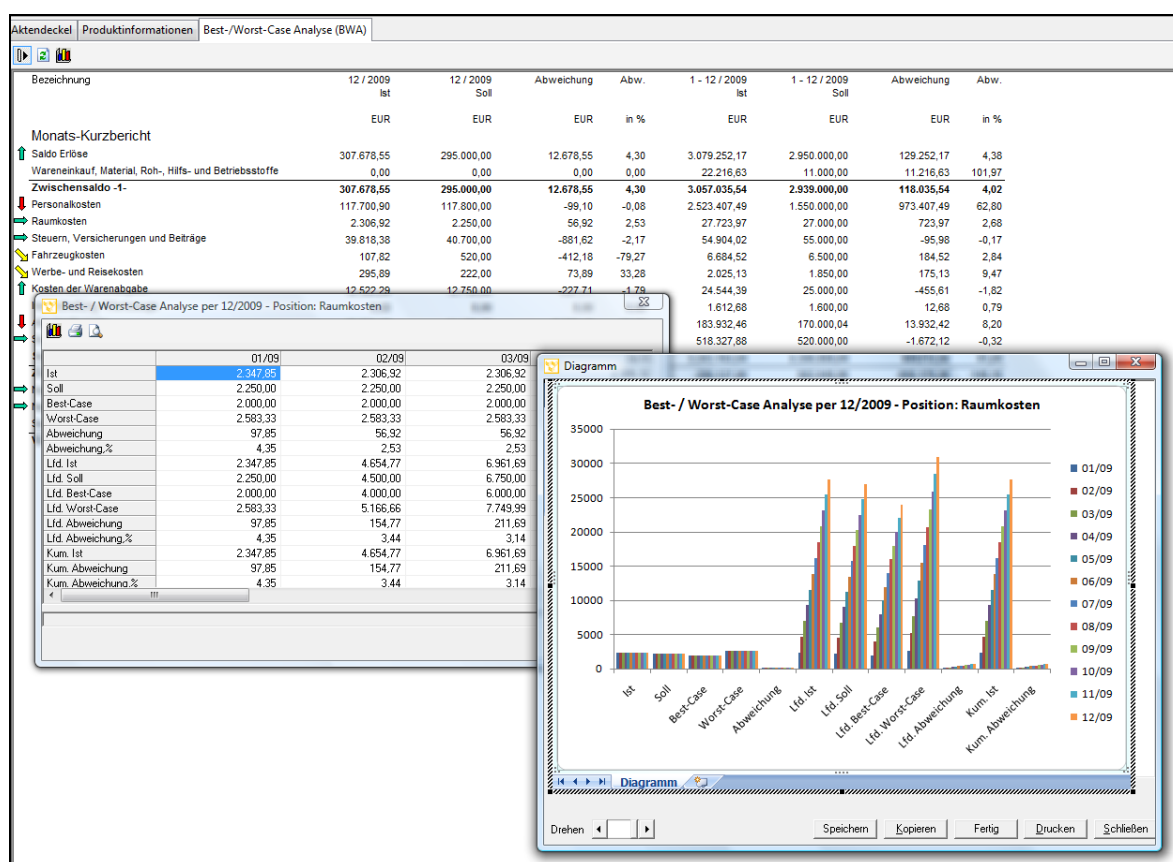 Aktendeckel Produktinformationen Best-/Worst-Case Analyse (BWA)
Bezeichnung 12 / 2009 12 / 2009 Abweichung Abw. 1 - 12 / 2009 1 - 12 / 2009 Abweichung Abw.
Ist Soll Ist Soll
EUR EUR EUR in % EUR EUR EUR in %
Monats-Kurzbericht
Saldo Erlöse 307.678,55 295.000,00 12.678,55 4,30 3.079.252,17 2.950.000,00 129.252,17 4,38
Wareneinkauf, Material, Roh-, Hilfs- und Betriebsstoffe 0,00 0,00 0,00 0,00 22.216,63 11.000,00 11.216,63 101,97
Zwischensaldo -1- 307.678,55 295.000,00 12.678,55 4,30 3.057.035,54 2.939.000,00 118.035,54 4,02
Personalkosten 117.700,90 117.800,00 -99,10 -0,08 2.523.407,49 1.550.000,00 973.407,49 62,80
Raumkosten 2.306,92 2.250,00 56,92 2,53 27.723,97 27.000,00 723,97 2,68
Steuern, Versicherungen und Beiträge 39.818,38 40.700,00 -881,62 -2,17 54.904,02 55.000,00 -95,98 -0,17
Fahrzeugkosten 107,82 520,00 -412,18 -79,27 6.684,52 6.500,00 184,52 2,84
Werbe- und Reisekosten 295,89 222,00 73,89 33,28 2.025,13 1.850,00 175,13 9,47
Kosten der Warenabgabe 12.522,29 12.750,00 -227,71 -1,79 24.544,39 25.000,00 -455,61 -1,82
1.612,68 1.600,00 12,68 0,79
183.932,46 170.000,04 13.932,42 8,20
518.327,88 520.000,00 -1.672,12 -0,32
Best- / Worst-Case Analyse per 12/2009 - Position: Raumkosten
01/09 02/09 03/09
Ist 2.347,85 2.306,92 2.306,92
Soll 2.250,00 2.250,00 2.250,00
Best-Case 2.000,00 2.000,00 2.000,00
Worst-Case 2.583,33 2.583,33 2.583,33
Abweichung 97,85 56,92 56,92
Abweichung,% 4,35 2,53 2,53
Lfd. Ist 2.347,85 4.654,77 6.961,69
Lfd. Soll 2.250,00 4.500,00 6.750,00
Lfd. Best-Case 2.000,00 4.000,00 6.000,00
Lfd. Worst-Case 2.583,33 5.166,66 7.749,99
Lfd. Abweichung 97,85 154,77 211,69
Lfd. Abweichung,% 4,35 3,44 3,14
Kum. Ist 2.347,85 4.654,77 6.961,69
Kum. Abweichung 97,85 154,77 211,69
Kum. Abweichung,% 4,35 3,44 3,14
Diagramm
Best- / Worst-Case Analyse per 12/2009 - Position: Raumkosten
35000
30000
25000
20000
15000
10000
5000
0
Ist Soll Best-Case Worst-Case Abweichung Lfd. Ist Lfd. Soll Lfd. Best-Case Lfd. Worst-Case Lfd. Abweichung Kum. Ist Kum. Abweichung
01/09
02/09
03/09
04/09
05/09
06/09
07/09
08/09
09/09
10/09
11/09
12/09
Diagramm
Drehen Speichern Kopieren Fertig Drucken Schließen